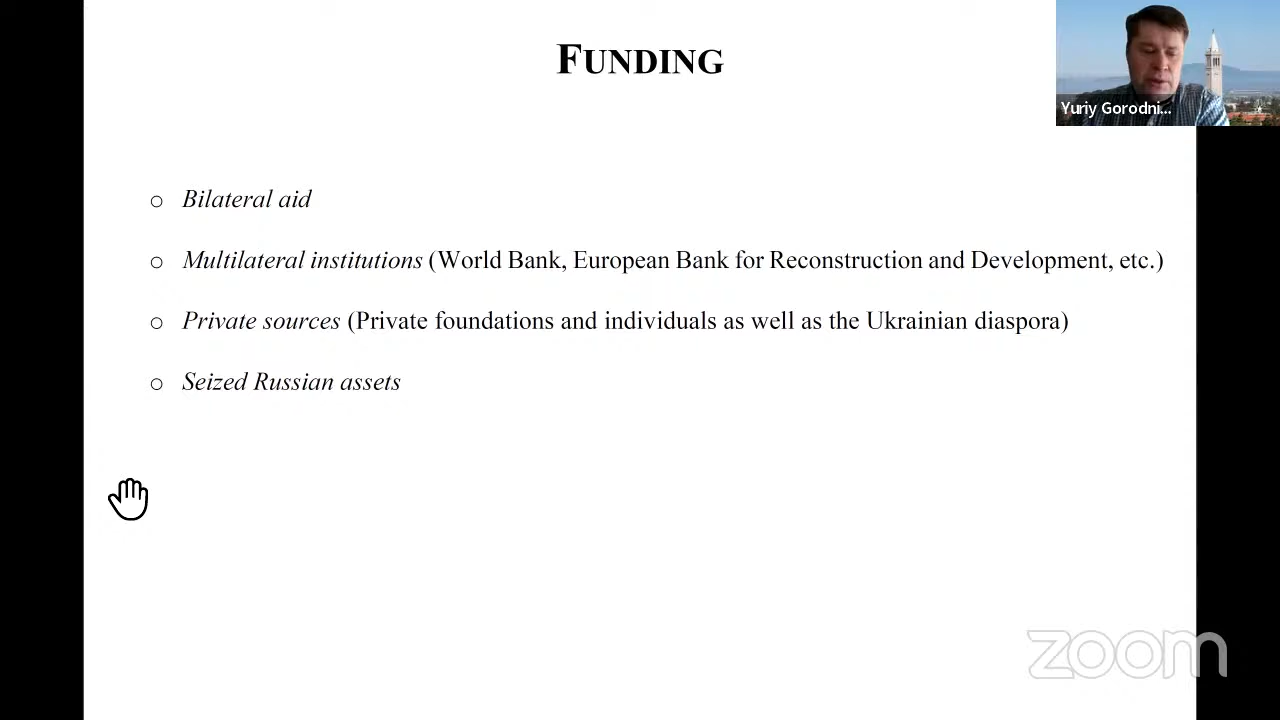 FUNDING
Yuriy Gorodni...
o Bilateral aid
o Multilateral institutions (World Bank, European Bank for Reconstruction and Development, etc.)
o Private sources (Private foundations and individuals as well as the Ukrainian diaspora)
o Seized Russian assets
zoom